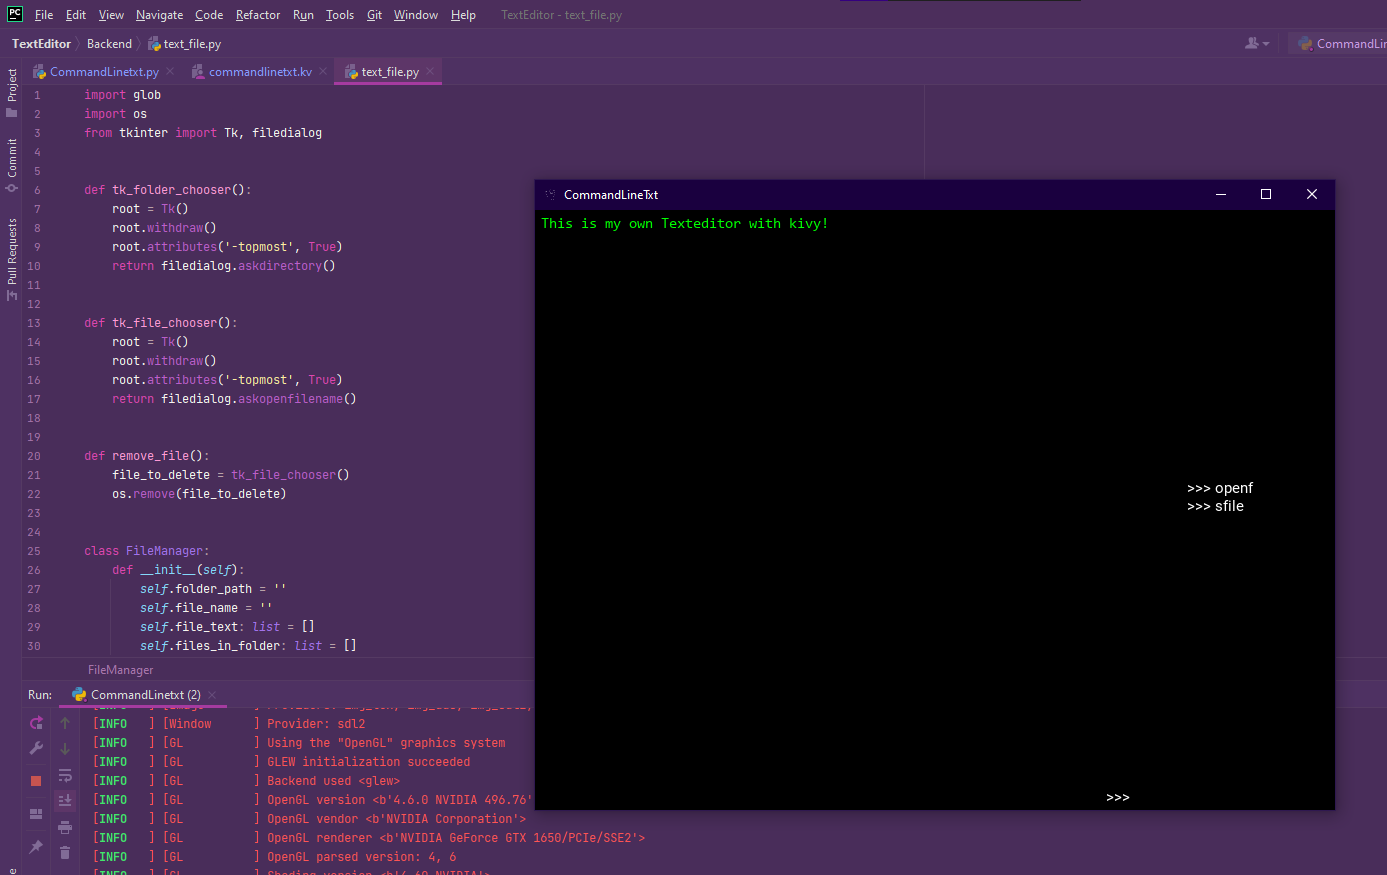 PC File Edit View Navigate Code Refactor Run Tools Git Window Help TextEditor - text_file.py
TextEditor Backend text_file.py CommandLin
CommandLinetxt.py commandlinetxt.kv text_file.py
Project
Commit
Pull Requests
1 import glob
2 import os
3 from tkinter import Tk, filedialog
4
5
6 def tk_folder_chooser():
7 root = Tk()
8 root.withdraw()
9 root.attributes('-topmost', True)
10 return filedialog.askdirectory()
11
12
13 def tk_file_chooser():
14 root = Tk()
15 root.withdraw()
16 root.attributes('-topmost', True)
17 return filedialog.askopenfilename()
18
19
20 def remove_file():
21 file_to_delete = tk_file_chooser()
22 os.remove(file_to_delete)
23
24
25 class FileManager:
26 def __init__(self):
27 self.folder_path = ''
28 self.file_name = ''
29 self.file_text: list = []
30 self.files_in_folder: list = []
FileManager
CommandLineTxt
This is my own Texteditor with kivy!
>>> openf
>>> sfile
>>>
Run: CommandLinetxt (2)
[INFO ] [Window ] Provider: sdl2
[INFO ] [GL ] Using the "OpenGL" graphics system
[INFO ] [GL ] GLEW initialization succeeded
[INFO ] [GL ] Backend used <glew>
[INFO ] [GL ] OpenGL version <b'4.6.0 NVIDIA 496.76'
[INFO ] [GL ] OpenGL vendor <b'NVIDIA Corporation'>
[INFO ] [GL ] OpenGL renderer <b'NVIDIA GeForce GTX 1650/PCIe/SSE2'>
[INFO ] [GL ] OpenGL parsed version: 4, 6